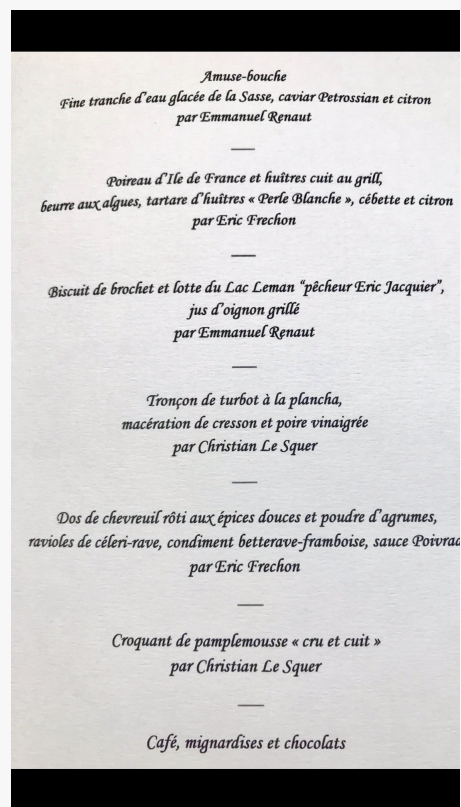 Amuse-bouche
Fine tranche d'eau glacée de la Sasse, caviar Petrossian et citron
par Emmanuel Renaut
Poireau d'Ile de France et huîtres cuit au grill,
beurre aux algues, tartare d'huîtres « Perle Blanche », cébette et citron
par Eric Frechon
Biscuit de brochet et lotte du Lac Leman "pêcheur Eric Jacquier",
jus d'oignon grillé
par Emmanuel Renaut
Tronçon de turbot à la plancha,
macération de cresson et poire vinaigrée
par Christian Le Squer
Dos de chevreuil rôti aux épices douces et poudre d'agrumes,
ravioles de céleri-rave, condiment betterave-framboise, sauce
par Eric Frechon
Croquant de pamplemousse « cru et cuit »
par Christian Le Squer
Café, mignardises et chocolats